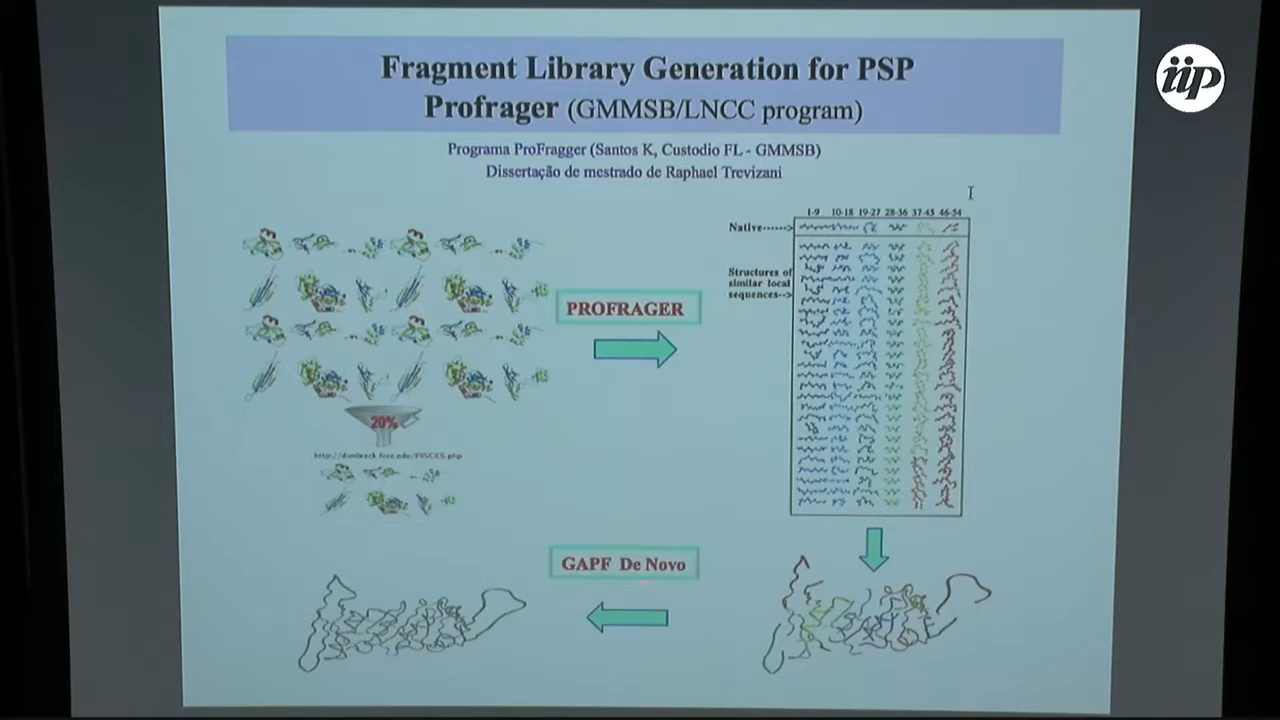 Fragment Library Generation for PSP
Profrager (GMMSB/LNCC program)
iip
Programa ProFragger (Santos K, Custodio FL - GMMSB)
Dissertação de mestrado de Raphael Trevizani
1-9 10-18 19-27 28-36 37-45 46-54
Native------>
Structures of
similar local
sequences-->
PROFRAGER
20%
http://dunbrack.fccc.edu/PISCES.php
GAPF De Novo